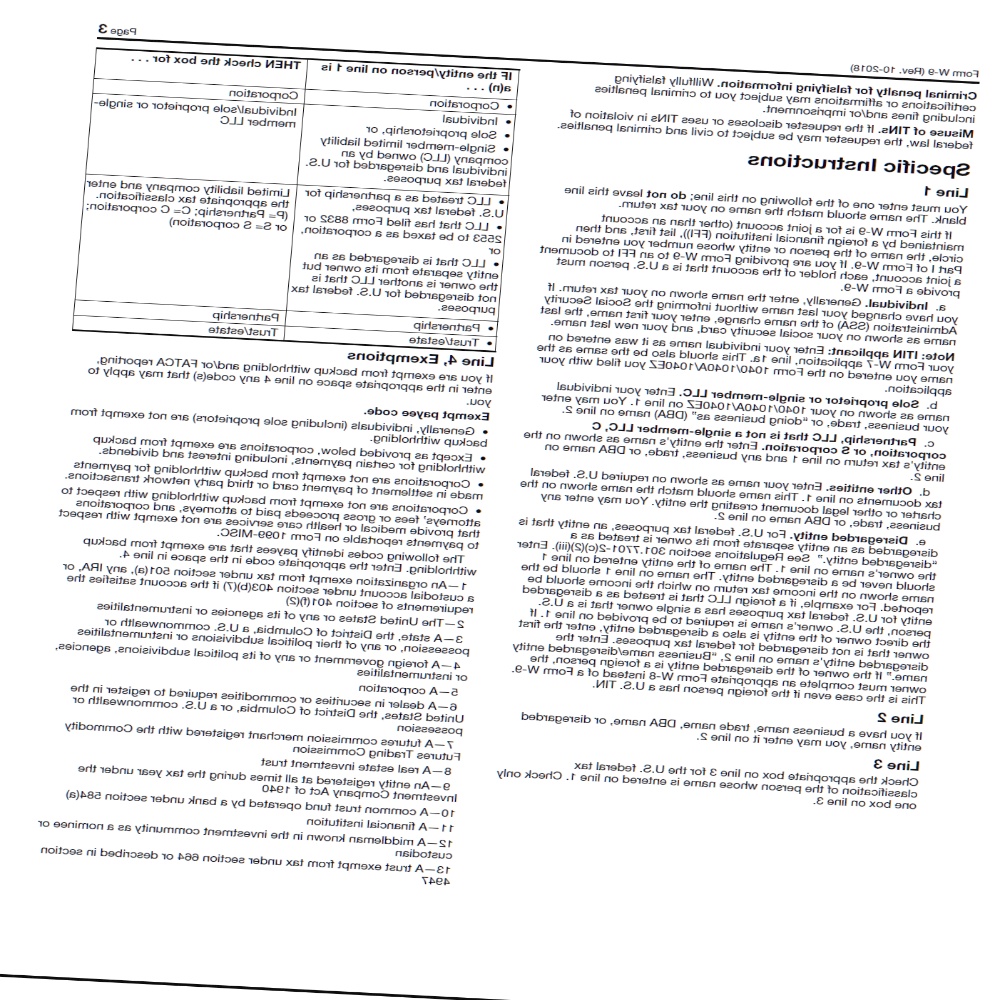 Form W-9 (Rev. 10-2018)
Page 3
Criminal penalty for falsifying information. Willfully falsifying
certifications or affirmations may subject you to criminal penalties
including fines and/or imprisonment.
Misuse of TINs. If the requester discloses or uses TINs in violation of
federal law, the requester may be subject to civil and criminal penalties.
Specific Instructions
Line 1
You must enter one of the following on this line; do not leave this line
blank. The name should match the name on your tax return.
If this Form W-9 is for a joint account (other than an account
maintained by a foreign financial institution (FFI)), list first, and then
circle, the name of the person or entity whose number you entered in
Part I of Form W-9. If you are providing Form W-9 to an FFI to document
a joint account, each holder of the account that is a U.S. person must
provide a Form W-9.
a. Individual. Generally, enter the name shown on your tax return. If
you have changed your last name without informing the Social Security
Administration (SSA) of the name change, enter your first name, the last
name as shown on your social security card, and your new last name.
Note: ITIN applicant: Enter your individual name as it was entered on
your Form W-7 application, line 1a. This should also be the same as the
name you entered on the Form 1040/1040A/1040EZ you filed with your
application.
b. Sole proprietor or single-member LLC. Enter your individual
name as shown on your 1040/1040A/1040EZ on line 1. You may enter
your business, trade, or “doing business as” (DBA) name on line 2.
c. Partnership, LLC that is not a single-member LLC, C
corporation, or S corporation. Enter the entity's name as shown on the
entity's tax return on line 1 and any business, trade, or DBA name on
line 2.
d. Other entities. Enter your name as shown on required U.S. federal
tax documents on line 1. This name should match the name shown on the
charter or other legal document creating the entity. You may enter any
business, trade, or DBA name on line 2.
e. Disregarded entity. For U.S. federal tax purposes, an entity that is
disregarded as an entity separate from its owner is treated as a
“disregarded entity.” See Regulations section 301.7701-2(c)(2)(iii). Enter
the owner's name on line 1. The name of the entity entered on line 1
should never be a disregarded entity. The name on line 1 should be the
name shown on the income tax return on which the income should be
reported. For example, if a foreign LLC that is treated as a disregarded
entity for U.S. federal tax purposes has a single owner that is a U.S.
person, the U.S. owner's name is required to be provided on line 1. If
the direct owner of the entity is also a disregarded entity, enter the first
owner that is not disregarded for federal tax purposes. Enter the
disregarded entity's name on line 2, “Business name/disregarded entity
name.” If the owner of the disregarded entity is a foreign person, the
owner must complete an appropriate Form W-8 instead of a Form W-9.
This is the case even if the foreign person has a U.S. TIN.
Line 2
If you have a business name, trade name, DBA name, or disregarded
entity name, you may enter it on line 2.
Line 3
Check the appropriate box on line 3 for the U.S. federal tax
classification of the person whose name is entered on line 1. Check only
one box on line 3.
IF the entity/person on line 1 is
a(n) . . .
THEN check the box for . . .
• Corporation
Corporation
• Individual
• Sole proprietorship, or
• Single-member limited liability
company (LLC) owned by an
individual and disregarded for U.S.
federal tax purposes.
Individual/sole proprietor or single-
member LLC
• LLC treated as a partnership for
U.S. federal tax purposes,
• LLC that has filed Form 8832 or
2553 to be taxed as a corporation,
or
• LLC that is disregarded as an
entity separate from its owner but
the owner is another LLC that is
not disregarded for U.S. federal tax
purposes.
Limited liability company and enter
the appropriate tax classification.
(P= Partnership; C= C corporation;
or S= S corporation)
• Partnership
Partnership
• Trust/estate
Trust/estate
Line 4, Exemptions
If you are exempt from backup withholding and/or FATCA reporting,
enter in the appropriate space on line 4 any code(s) that may apply to
you.
Exempt payee code.
• Generally, individuals (including sole proprietors) are not exempt from
backup withholding.
• Except as provided below, corporations are exempt from backup
withholding for certain payments, including interest and dividends.
• Corporations are not exempt from backup withholding for payments
made in settlement of payment card or third party network transactions.
• Corporations are not exempt from backup withholding with respect to
attorneys' fees or gross proceeds paid to attorneys, and corporations
that provide medical or health care services are not exempt with respect
to payments reportable on Form 1099-MISC.
The following codes identify payees that are exempt from backup
withholding. Enter the appropriate code in the space in line 4.
1—An organization exempt from tax under section 501(a), any IRA, or
a custodial account under section 403(b)(7) if the account satisfies the
requirements of section 401(f)(2)
2—The United States or any of its agencies or instrumentalities
3—A state, the District of Columbia, a U.S. commonwealth or
possession, or any of their political subdivisions or instrumentalities
4—A foreign government or any of its political subdivisions, agencies,
or instrumentalities
5—A corporation
6—A dealer in securities or commodities required to register in the
United States, the District of Columbia, or a U.S. commonwealth or
possession
7—A futures commission merchant registered with the Commodity
Futures Trading Commission
8—A real estate investment trust
9—An entity registered at all times during the tax year under the
Investment Company Act of 1940
10—A common trust fund operated by a bank under section 584(a)
11—A financial institution
12—A middleman known in the investment community as a nominee or
custodian
13—A trust exempt from tax under section 664 or described in section
4947